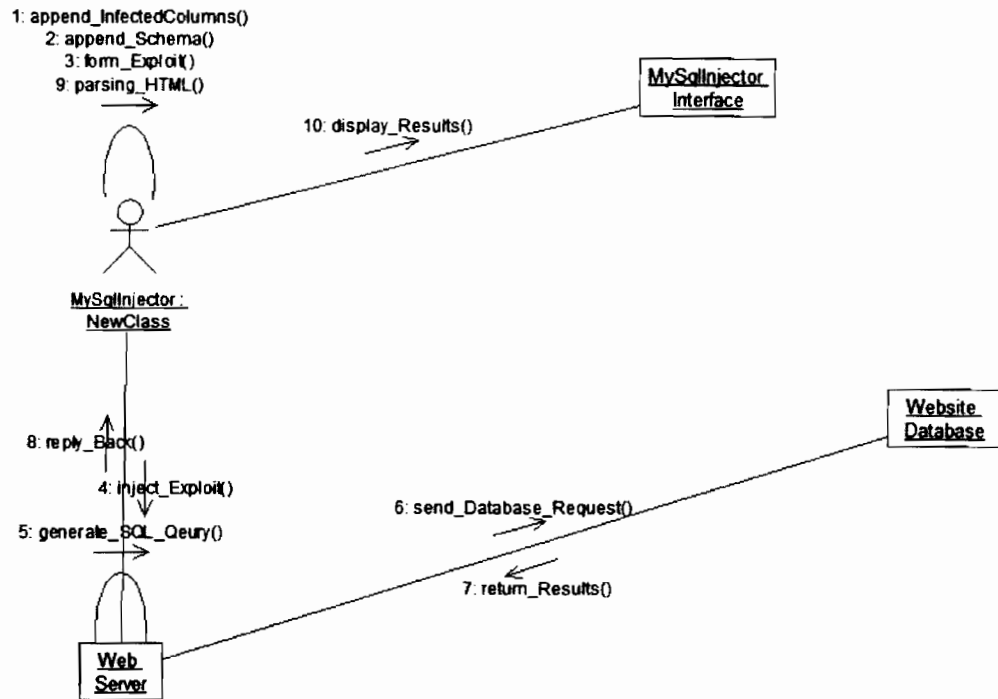 1: append_InfectedColumns()
2: append_Schema()
3: form_Exploit()
9: parsing_HTML()
MySqlInjector
Interface
10: display_Results()
MySqlInjector :
NewClass
Website
Database
8: reply_Back()
4: inject_Exploit()
6: send_Database_Request()
5: generate_SQL_Qeury()
7: return_Results()
Web
Server